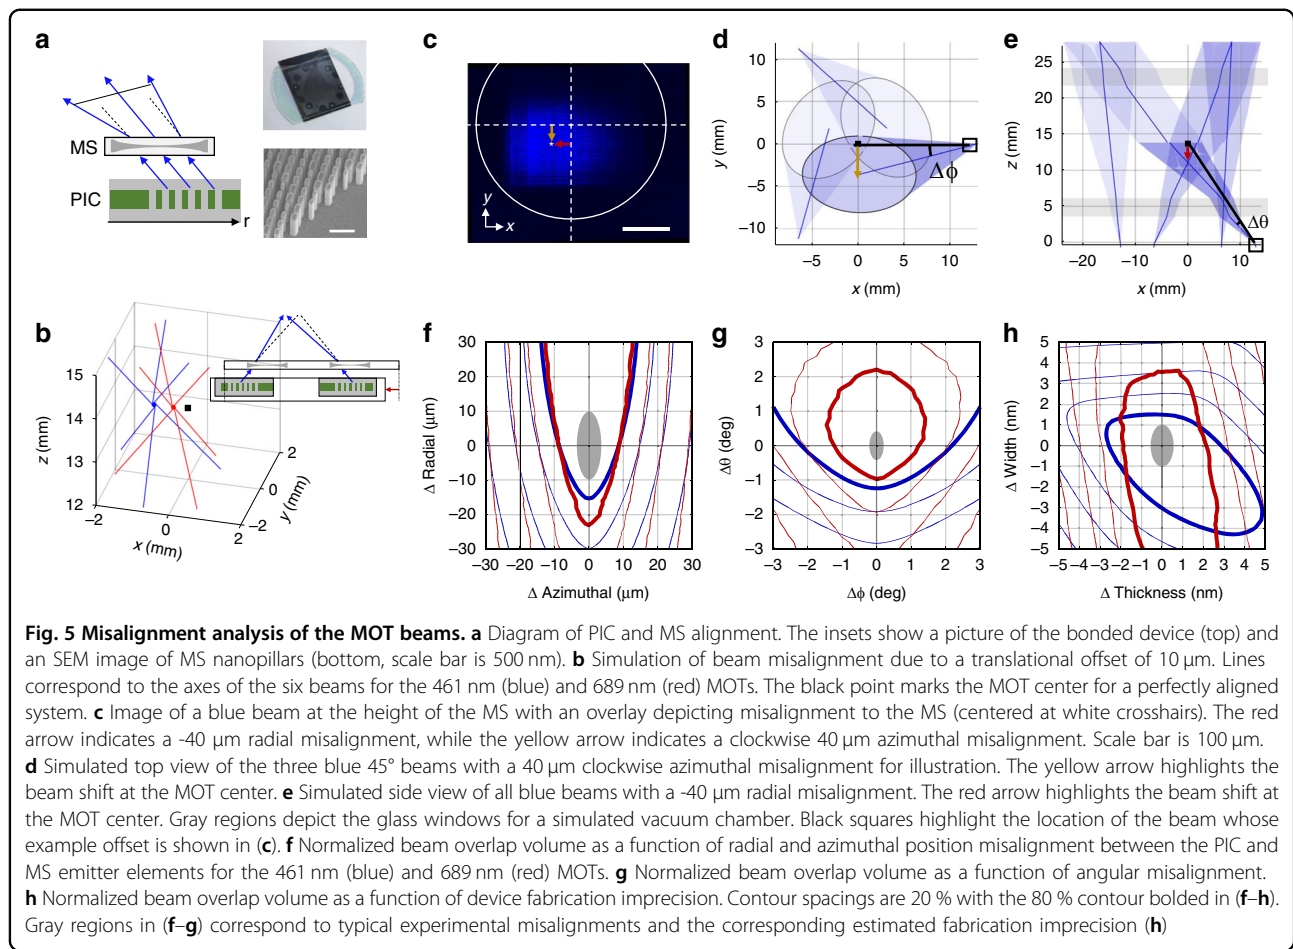 a
MS
PIC
r
c
y
x
d
10
5
0
−5
−10
y (mm)
Δϕ
−5 0 5 10
x (mm)
e
25
20
15
10
5
0
z (mm)
Δθ
−20 −10 0 10
x (mm)
b
15
14
13
12
z (mm)
−2
0
2
x (mm)
2
0
−2
y (mm)
f
30
20
10
0
−10
−20
−30
Δ Radial (µm)
−30 −20 −10 0 10 20 30
Δ Azimuthal (µm)
g
3
2
1
0
−1
−2
−3
Δθ (deg)
−3 −2 −1 0 1 2 3
Δϕ (deg)
h
5
4
3
2
1
0
−1
−2
−3
−4
−5
Δ Width (nm)
−5 −4 −3 −2 −1 0 1 2 3 4 5
Δ Thickness (nm)
Fig. 5 Misalignment analysis of the MOT beams. a Diagram of PIC and MS alignment. The insets show a picture of the bonded device (top) and
an SEM image of MS nanopillars (bottom, scale bar is 500 nm). b Simulation of beam misalignment due to a translational offset of 10 µm. Lines
correspond to the axes of the six beams for the 461 nm (blue) and 689 nm (red) MOTs. The black point marks the MOT center for a perfectly aligned
system. c Image of a blue beam at the height of the MS with an overlay depicting misalignment to the MS (centered at white crosshairs). The red
arrow indicates a -40 µm radial misalignment, while the yellow arrow indicates a clockwise 40 µm azimuthal misalignment. Scale bar is 100 µm.
d Simulated top view of the three blue 45° beams with a 40 µm clockwise azimuthal misalignment for illustration. The yellow arrow highlights the
beam shift at the MOT center. e Simulated side view of all blue beams with a -40 µm radial misalignment. The red arrow highlights the beam shift at
the MOT center. Gray regions depict the glass windows for a simulated vacuum chamber. Black squares highlight the location of the beam whose
example offset is shown in (c). f Normalized beam overlap volume as a function of radial and azimuthal position misalignment between the PIC and
MS emitter elements for the 461 nm (blue) and 689 nm (red) MOTs. g Normalized beam overlap volume as a function of angular misalignment.
h Normalized beam overlap volume as a function of device fabrication imprecision. Contour spacings are 20 % with the 80 % contour bolded in (f–h).
Gray regions in (f–g) correspond to typical experimental misalignments and the corresponding estimated fabrication imprecision (h)